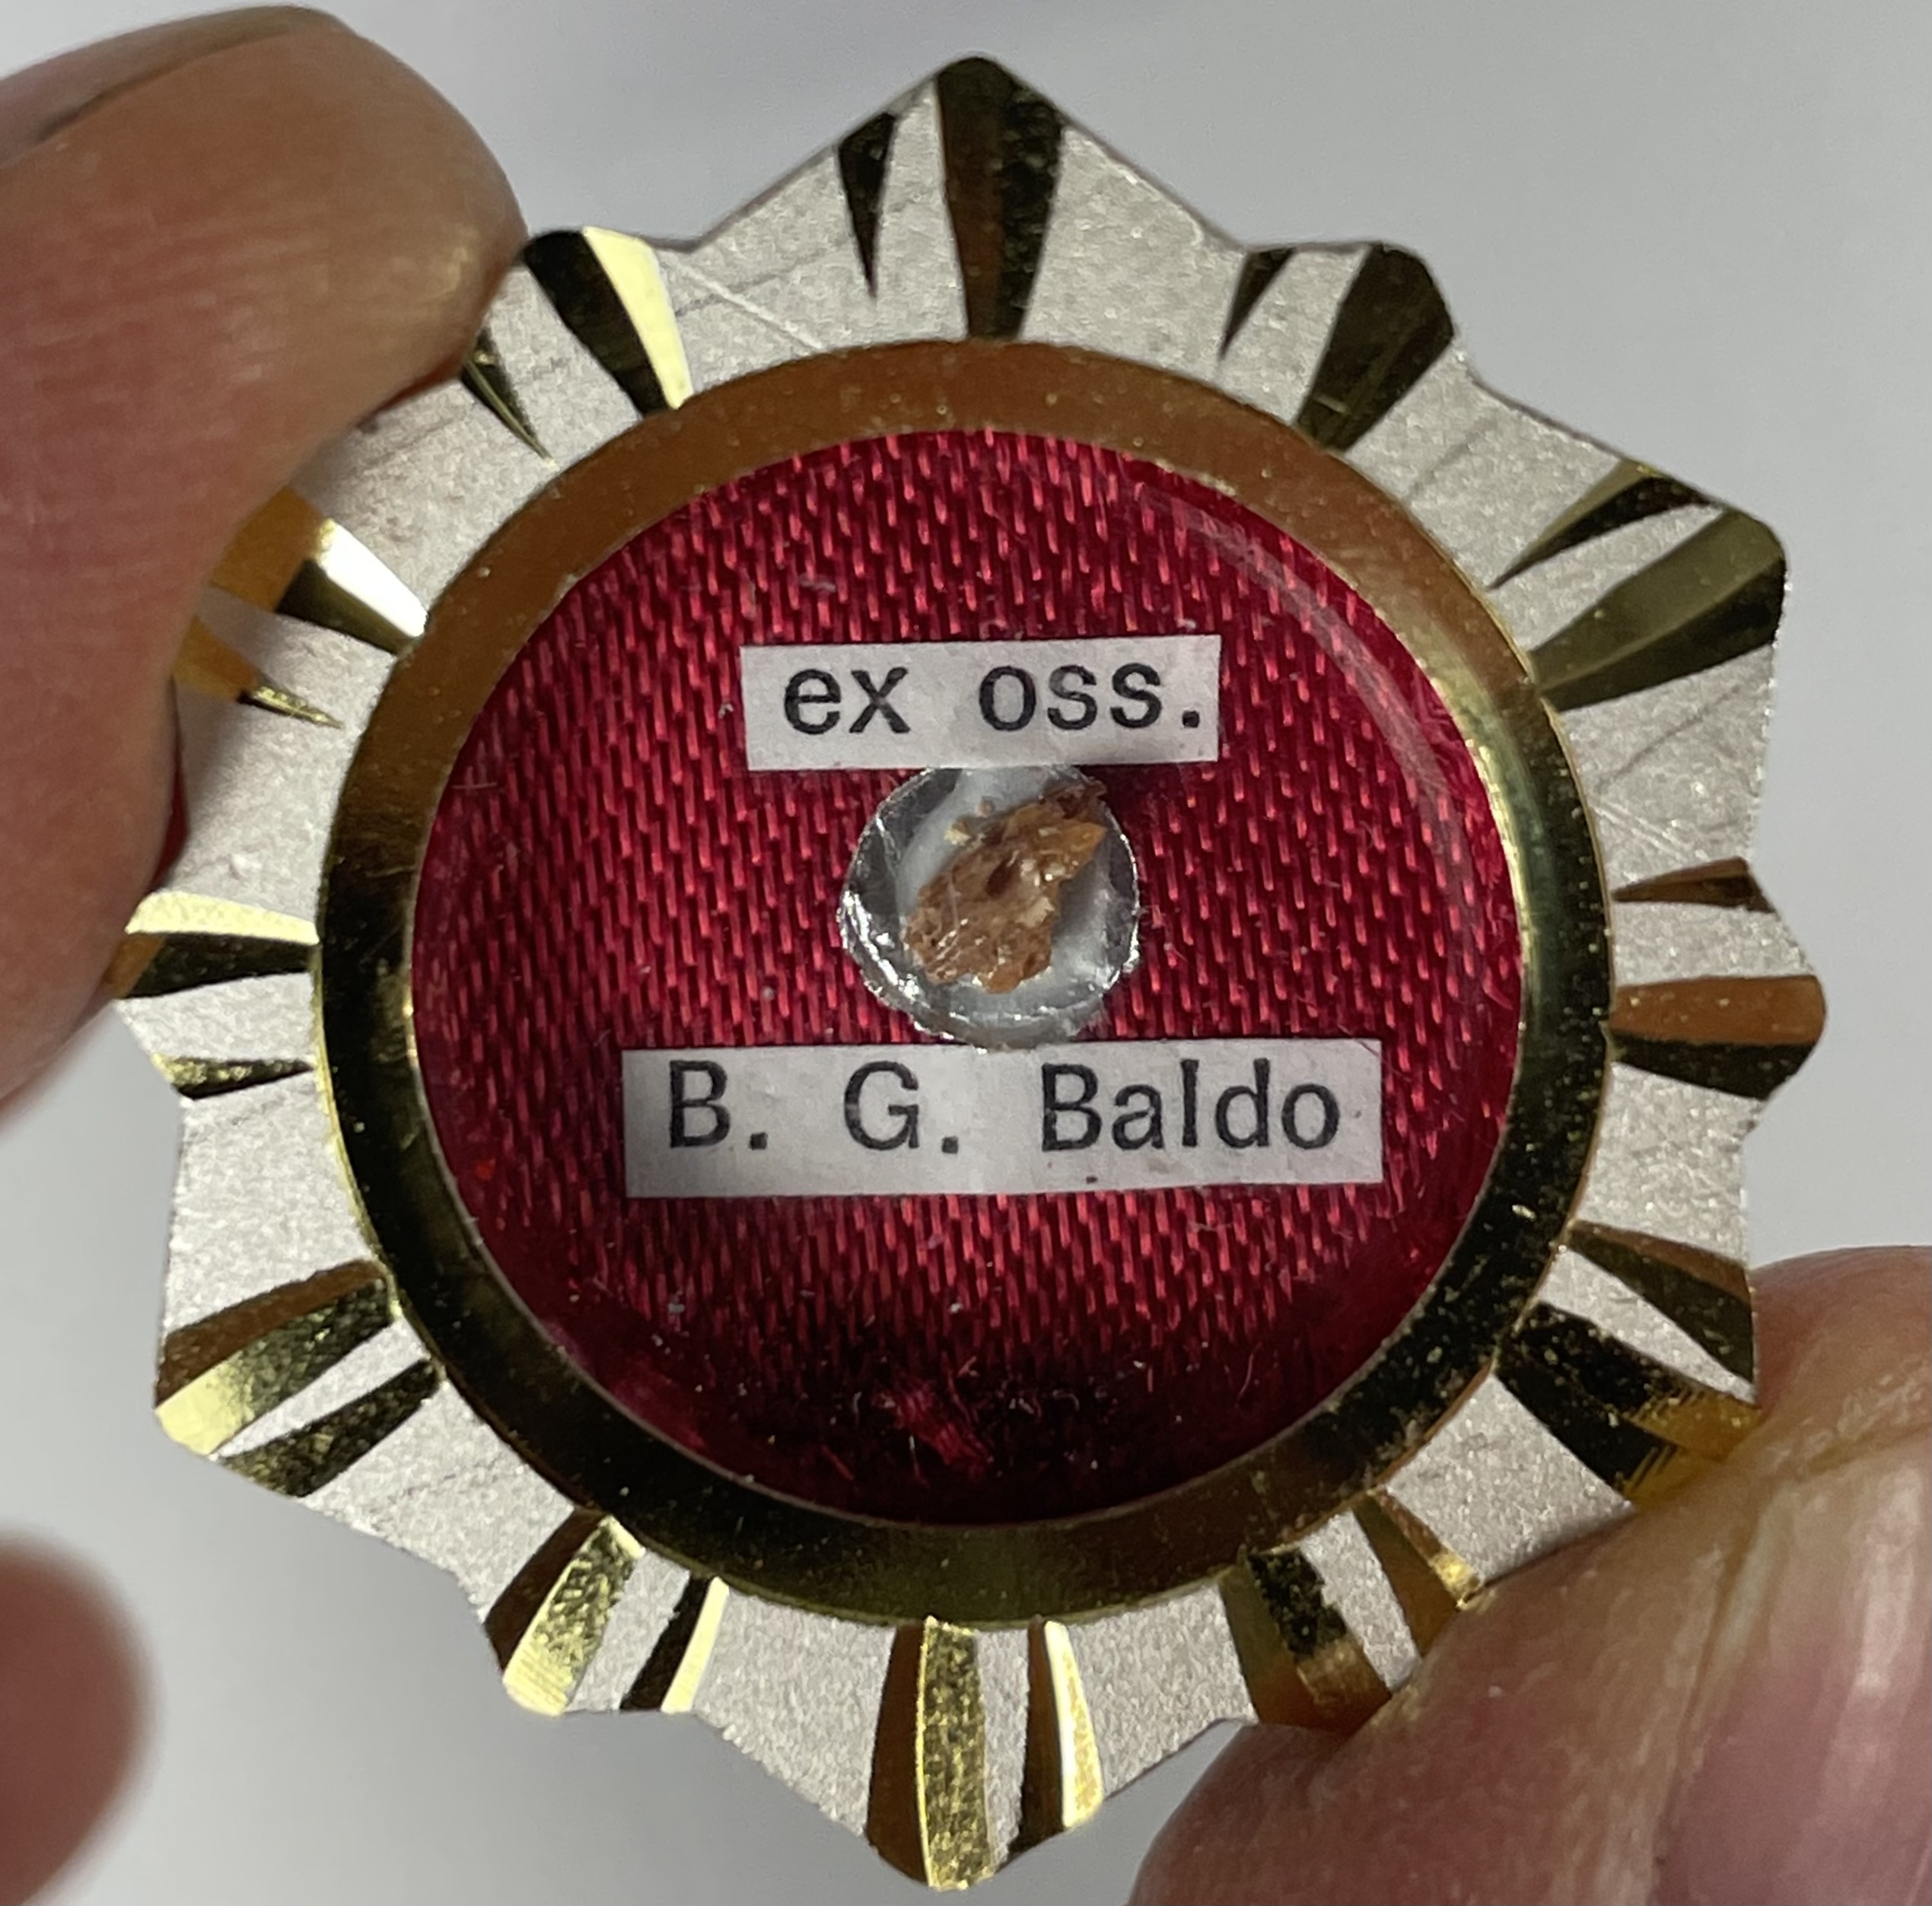 ex oss.
B. G. Baldo